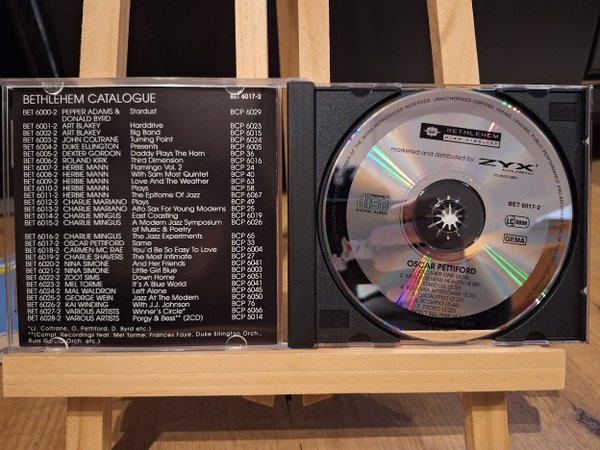 BETHLEHEM CATALOGUE BET 6017-2
BET 6000-2 PEPPER ADAMS & Stardust BCP 6029
DONALD BYRD
BET 6001-2 ART BLAKEY Harddrive BCP 6023
BET 6002-2 ART BLAKEY Big Band BCP 6015
BET 6003-2 JOHN COLTRANE Turning Point BCP 6024
BET 6004-2 DUKE ELLINGTON Presents BCP 6005
BET 6005-2 DEXTER GORDON Daddy Plays The Horn BCP 36
BET 6006-2 ROLAND KIRK Third Dimension BCP 6016
BET 6007-2 HERBIE MANN Flamingo Vol. 2 BCP 24
BET 6008-2 HERBIE MANN With Sam Most Quintet BCP 40
BET 6009-2 HERBIE MANN Love And The Weather BCP 63
BET 6010-2 HERBIE MANN Plays BCP 58
BET 6011-2 HERBIE MANN The Epitome Of Jazz BCP 6067
BET 6012-2 CHARLIE MARIANO Plays BCP 49
BET 6013-2 CHARLIE MARIANO Alto Sax For Young Moderns BCP 25
BET 6014-2 CHARLIE MINGUS East Coasting BCP 6019
BET 6015-2 CHARLIE MINGUS A Modern Jazz Symposium BCP 6026
of Music & Poetry
BET 6016-2 CHARLIE MINGUS The Jazz Experiments BCP 65
BET 6017-2 OSCAR PETTIFORD Same BCP 33
BET 6018-2 CARMEN MC RAE You´d Be So Easy To Love BCP 6004
BET 6019-2 CHARLIE SHAVERS The Most Intimate BCP 27
BET 6020-2 NINA SIMONE And Her Friends BCP 6041
BET 6021-2 NINA SIMONE Little Girl Blue BCP 6003
BET 6022-2 ZOOT SIMS Down Home BCP 6051
BET 6023-2 MEL TORME It´s A Blue World BCP 6041
BET 6024-2 MAL WALDRON Left Alone BCP 6045
BET 6025-2 GEORGE WEIN Jazz At The Modern BCP 6050
BET 6026-2 KAI WINDING With J.J. Johnson BCP 76
BET 6027-2 VARIOUS ARTISTS Winner´s Circle* BCP 6066
BET 6028-2 VARIOUS ARTISTS Porgy & Bess** (2CD) BCP 5014
*(J. Coltrane, O. Pettiford, D. Byrd etc.)
**(Compl. Recordings feat. Mel Torme, Frances Faye, Duke Ellington Orch.,
Russ Garcia Orch. etc.)
BETHLEHEM
HIGH FIDELITY
marketed and distributed by: ZYX
MUSIC
COMPACT
disc
DIGITAL AUDIO
BET 6017-2
LC 9098
GEMA
OSCAR PETTIFORD